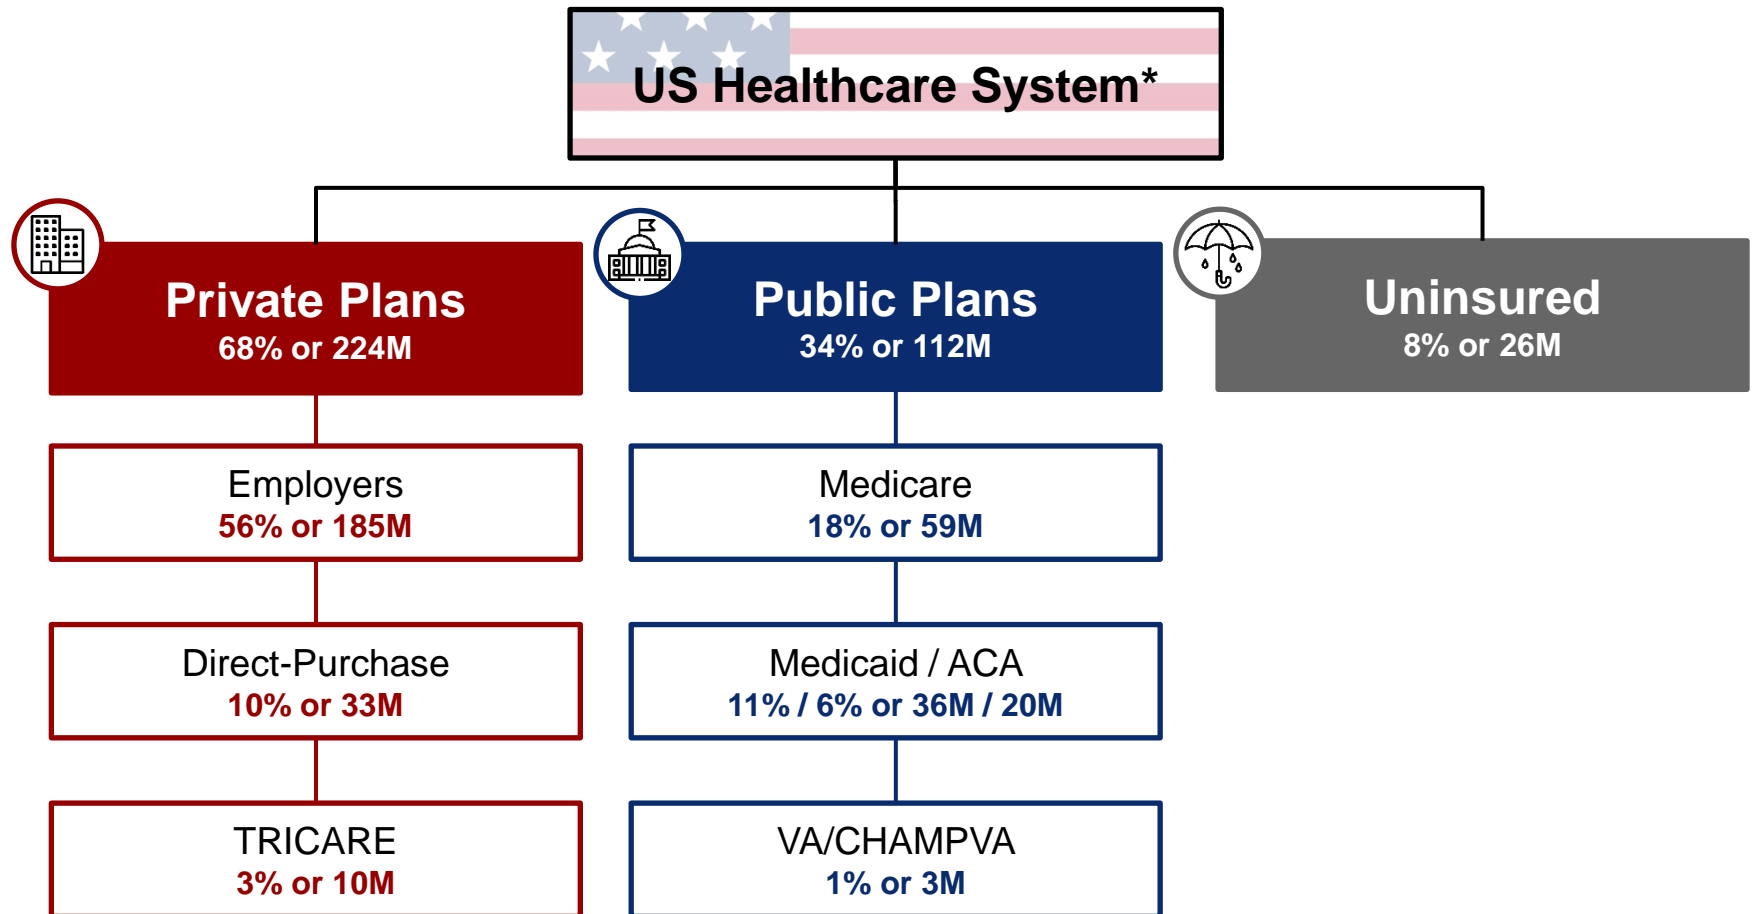 US Healthcare System*
Private Plans
68% or 224M
Public Plans
34% or 112M
Uninsured
8% or 26M
Employers
56% or 185M
Medicare
18% or 59M
Direct-Purchase
10% or 33M
Medicaid / ACA
11% / 6% or 36M / 20M
TRICARE
3% or 10M
VA/CHAMPVA
1% or 3M